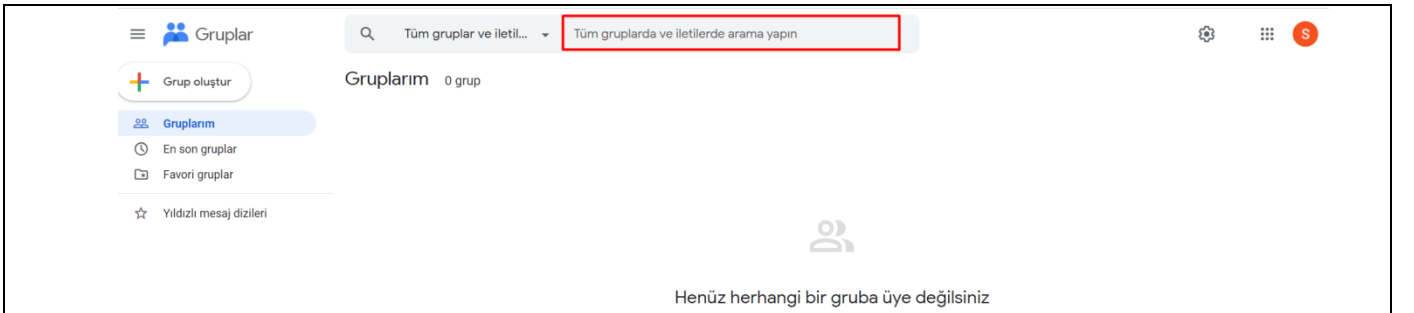 Gruplar
Tüm gruplar ve iletil...
Tüm gruplarda ve iletilerde arama yapın
S
Grup oluştur
Gruplarım 0 grup
Gruplarım
En son gruplar
Favori gruplar
Yıldızlı mesaj dizileri
Henüz herhangi bir gruba üye değilsiniz